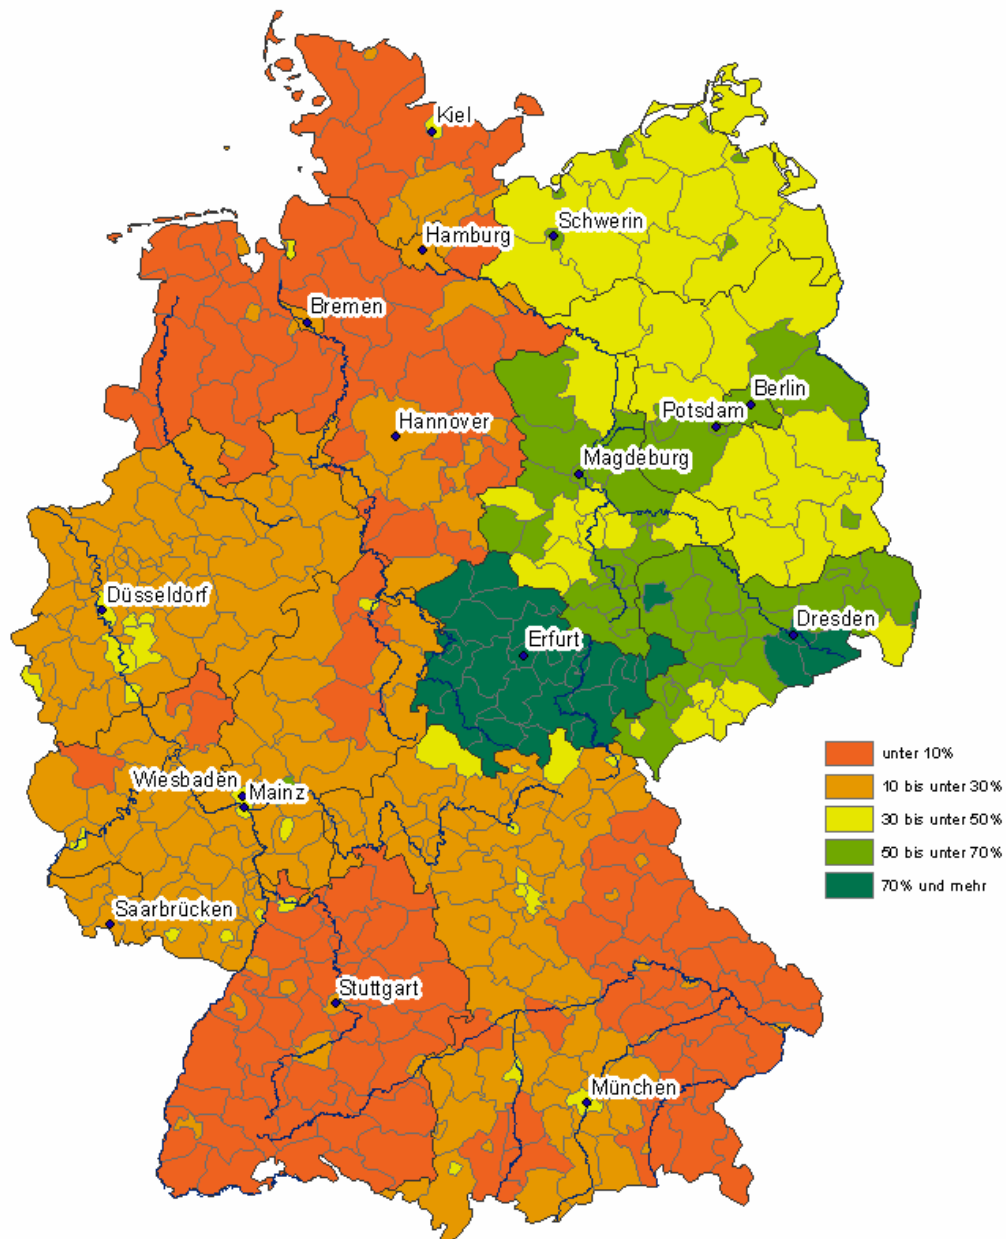 Kiel
Schwerin
Hamburg
Bremen
Berlin
Potsdam
Hannover
Magdeburg
Düsseldorf
Dresden
Erfurt
Wiesbaden
Mainz
Saarbrücken
Stuttgart
München
unter 10%
10 bis unter 30%
30 bis unter 50%
50 bis unter 70%
70% und mehr